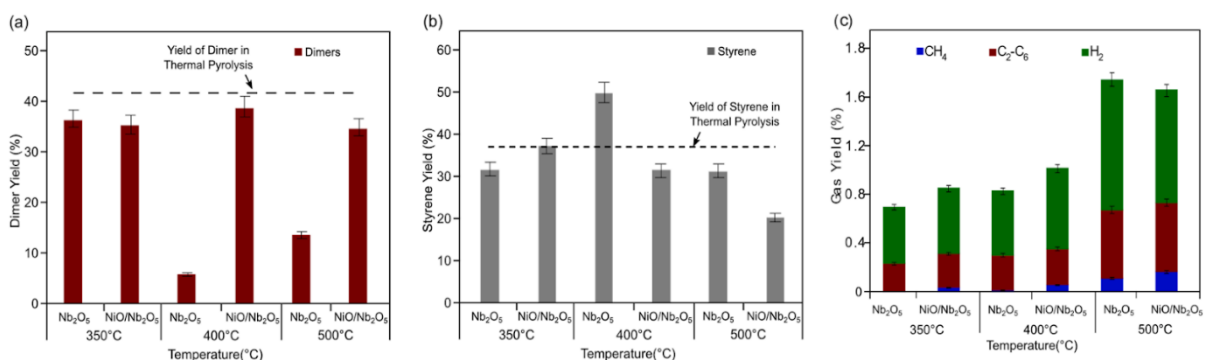 (a)
Dimer Yield (%)
50
40
30
20
10
0
Yield of Dimer in
Thermal Pyrolysis
Dimers
Nb₂O₅ NiO/Nb₂O₅ Nb₂O₅ NiO/Nb₂O₅ Nb₂O₅ NiO/Nb₂O₅
350°C 400°C 500°C
Temperature(°C)
(b)
Styrene Yield (%)
60
50
40
30
20
10
0
Styrene
Yield of Styrene in
Thermal Pyrolysis
Nb₂O₅ NiO/Nb₂O₅ Nb₂O₅ NiO/Nb₂O₅ Nb₂O₅ NiO/Nb₂O₅
350°C 400°C 500°C
Temperature(°C)
(c)
Gas Yield (%)
1.8
1.6
1.2
0.8
0.4
0
CH₄ C₂-C₆ H₂
Nb₂O₅ NiO/Nb₂O₅ Nb₂O₅ NiO/Nb₂O₅ Nb₂O₅ NiO/Nb₂O₅
350°C 400°C 500°C
Temperature(°C)